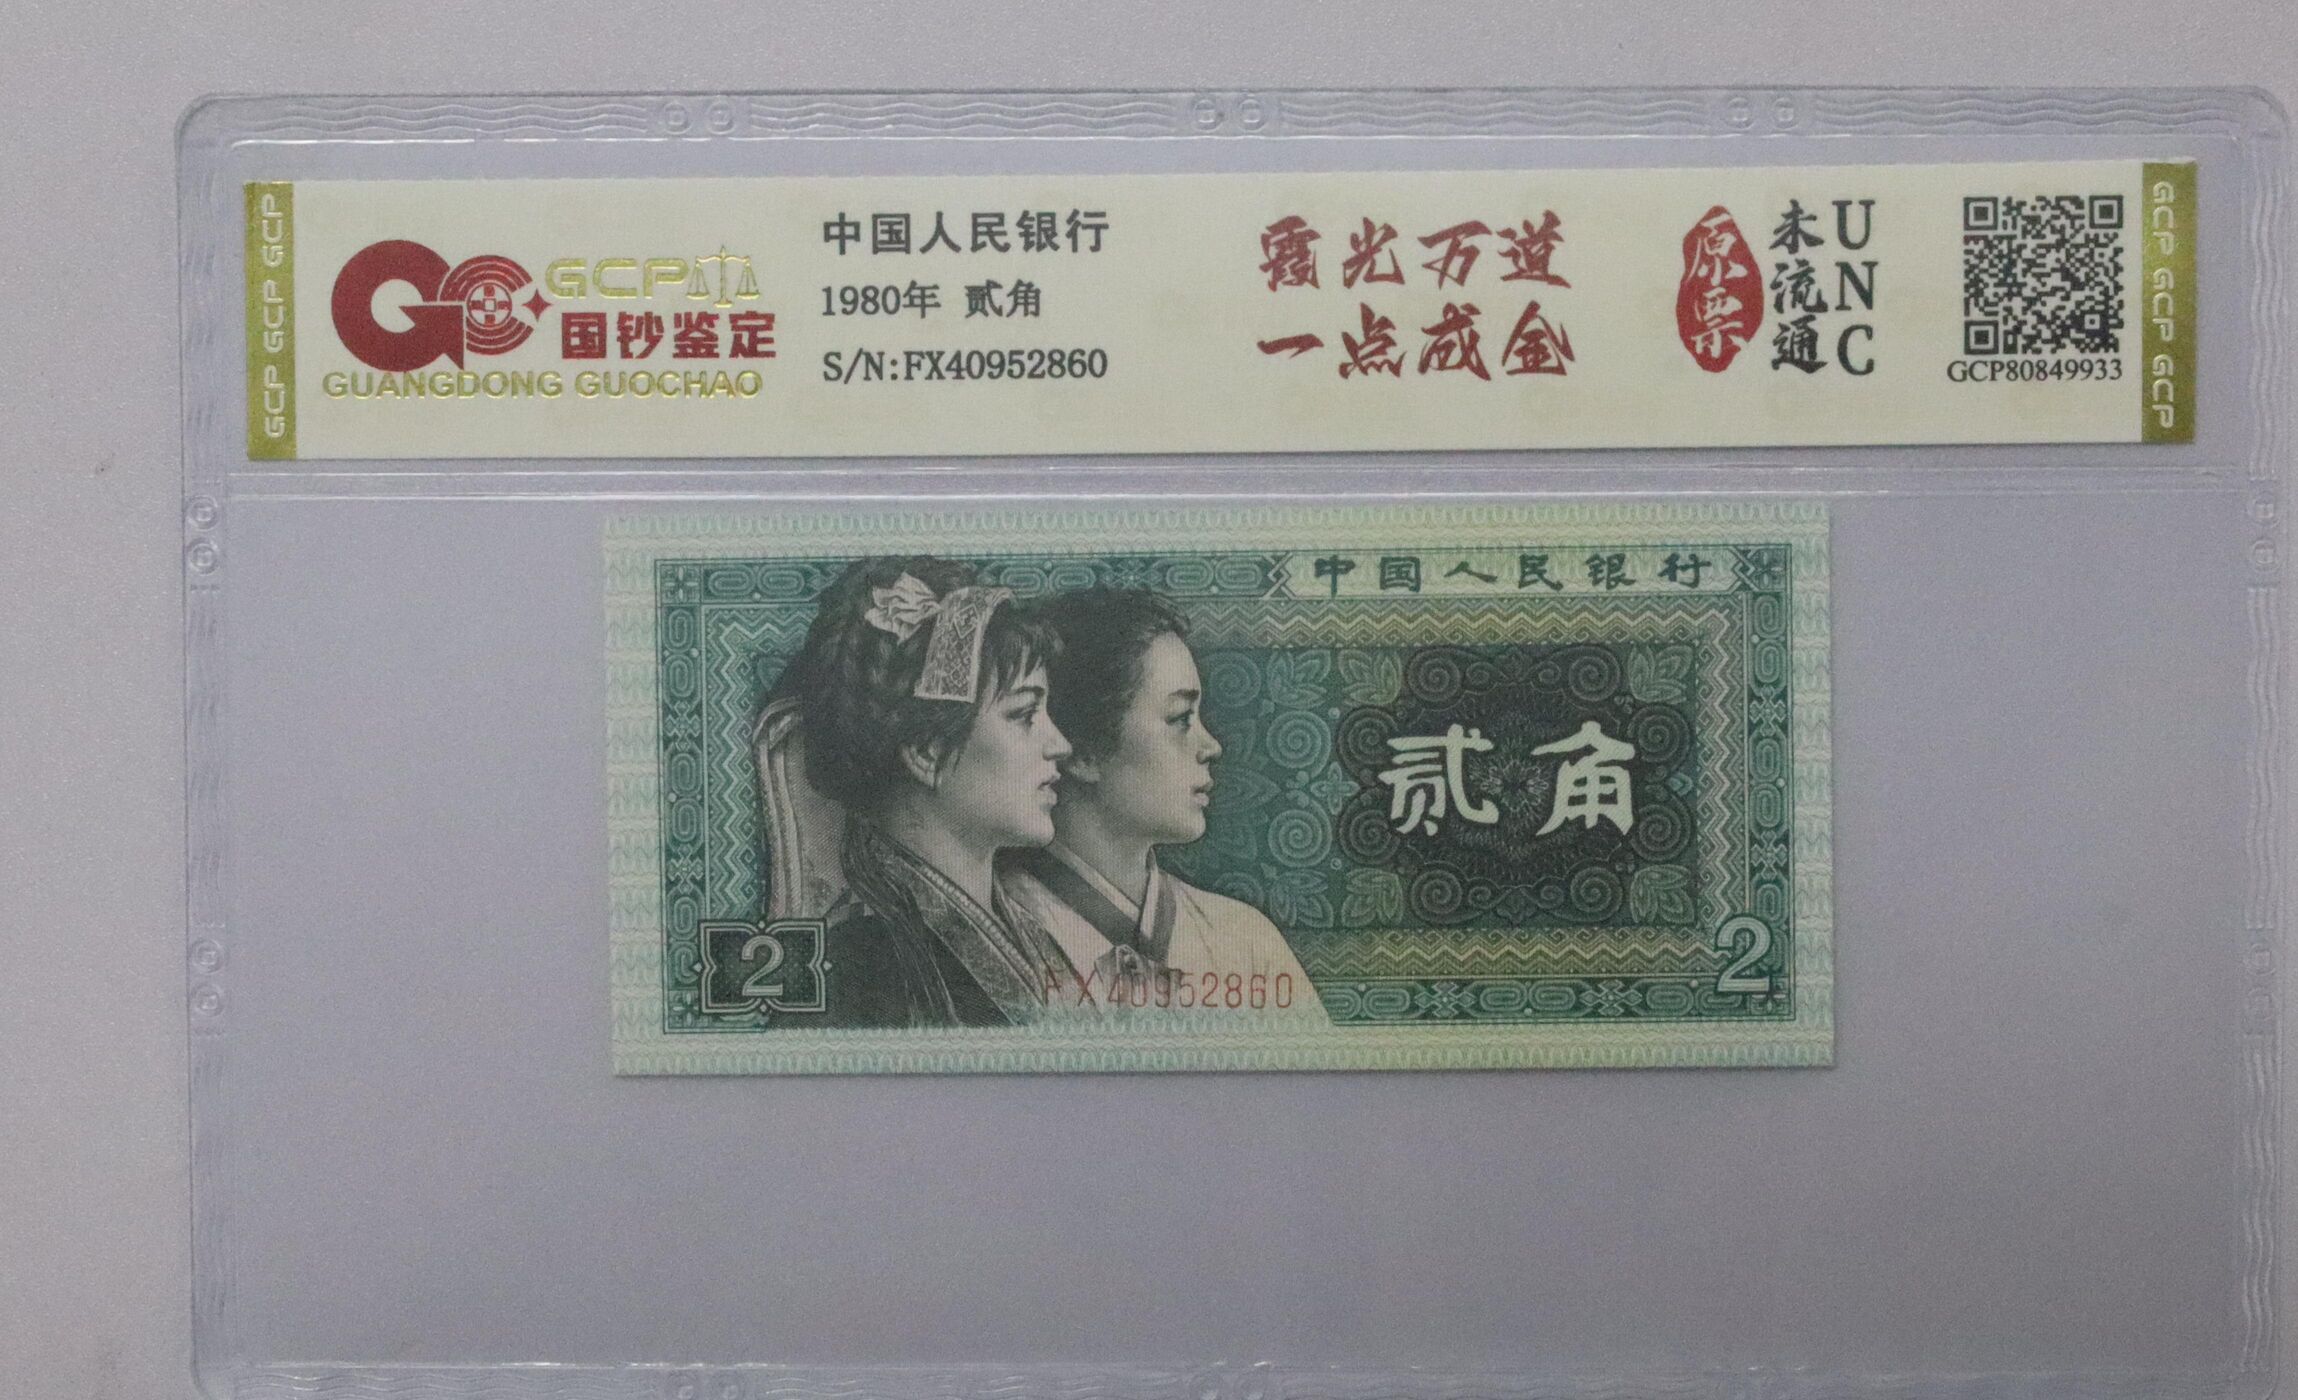 GCP GCP GCP
GCP
国钞鉴定
GUANGDONG GUOCHAO
中国人民银行
1980年 贰角
S/N:FX40952860
霞光万道
一点成金
原票
未流通
UNC
GCP80849933
GCP GCP GCP GCP
中国人民银行
贰角
2
FX40952860
2